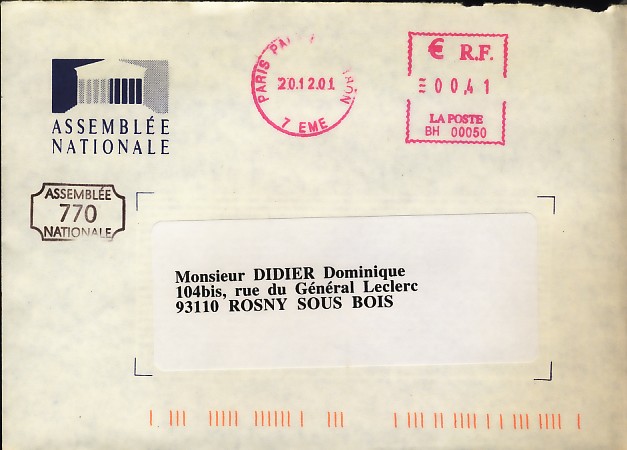 ASSEMBLÉE
NATIONALE
PARIS
20.12.01
7 EME
€ R.F.
00,41
LA POSTE
BH 00050
ASSEMBLÉE
770
NATIONALE
Monsieur DIDIER Dominique
104bis, rue du Général Leclerc
93110 ROSNY SOUS BOIS